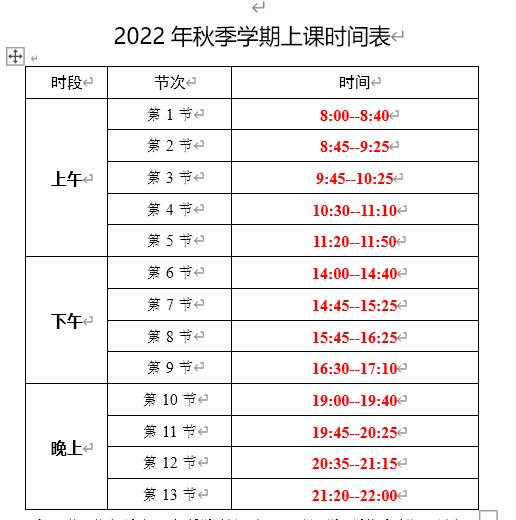 2022 年秋季学期上课时间表
时段 节次 时间
上午 第 1 节 8:00--8:40
第 2 节 8:45--9:25
第 3 节 9:45--10:25
第 4 节 10:30--11:10
第 5 节 11:20--11:50
下午 第 6 节 14:00--14:40
第 7 节 14:45--15:25
第 8 节 15:45--16:25
第 9 节 16:30--17:10
晚上 第 10 节 19:00--19:40
第 11 节 19:45--20:25
第 12 节 20:35--21:15
第 13 节 21:20--22:00